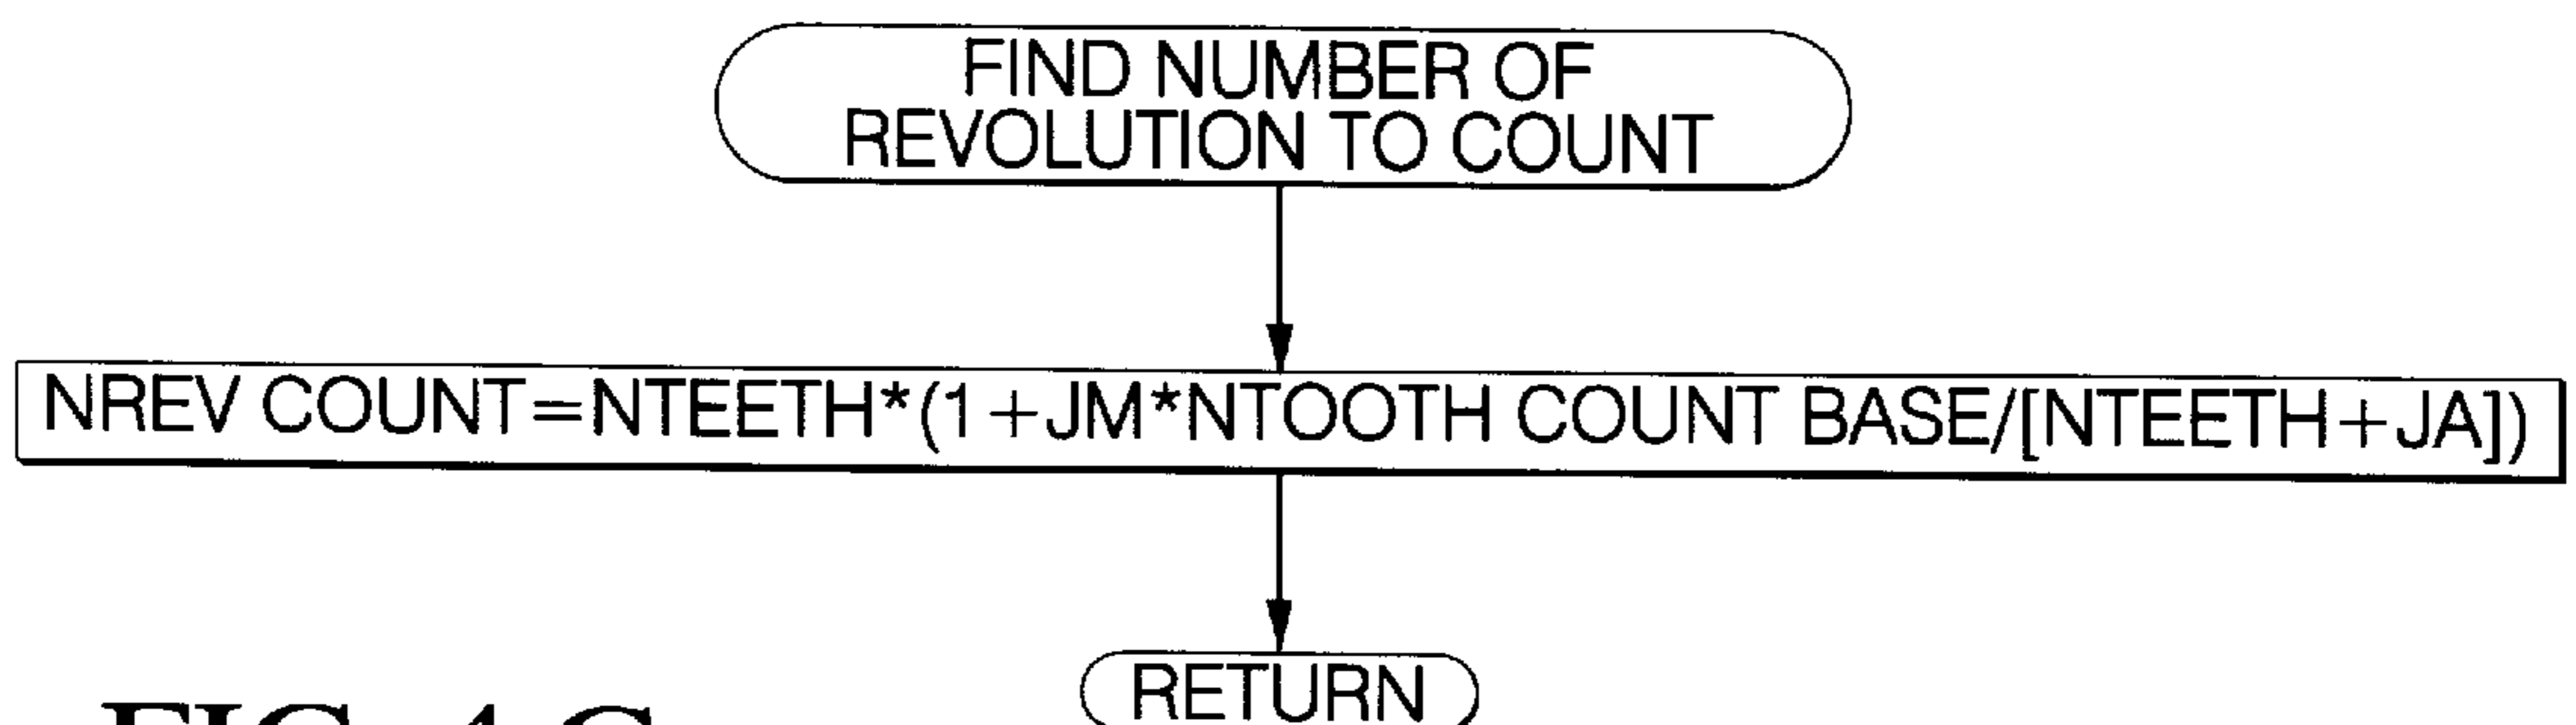 FIND NUMBER OF
REVOLUTION TO COUNT
NREV COUNT=NTEETH*(1+JM*NTOOTH COUNT BASE/[NTEETH+JA])
RETURN